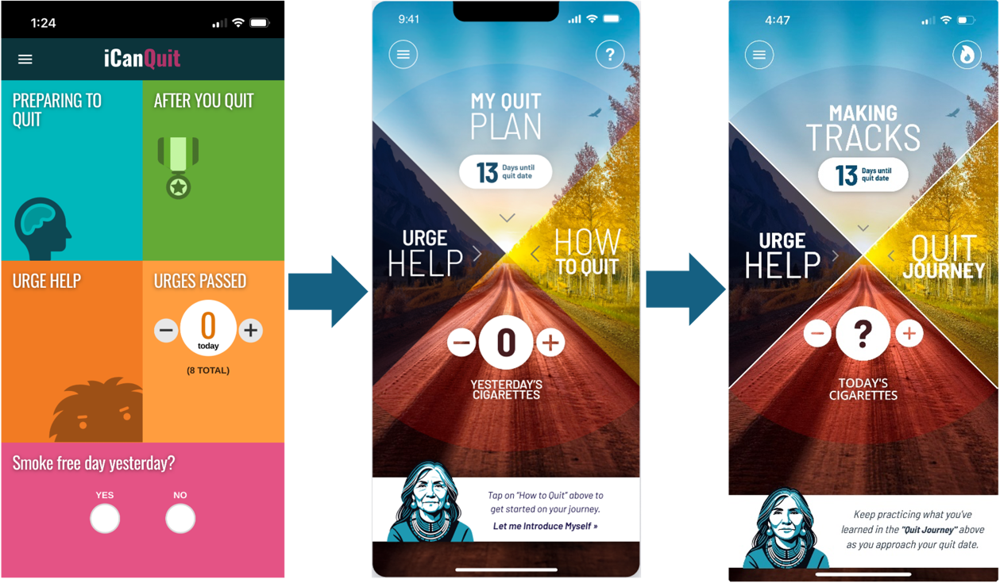 1:24
iCanQuit
PREPARING TO
QUIT
AFTER YOU QUIT
URGE HELP
URGES PASSED
0
today
(8 TOTAL)
Smoke free day yesterday?
YES
NO
9:41
?
MY QUIT
PLAN
13 Days until
quit date
URGE
HELP
HOW
TO QUIT
0
YESTERDAY'S
CIGARETTES
Tap on “How to Quit” above to
get started on your journey.
Let me Introduce Myself »
4:47
MAKING
TRACKS
13 Days until
quit date
URGE
HELP
QUIT
JOURNEY
?
TODAY'S
CIGARETTES
Keep practicing what you've
learned in the "Quit Journey" above
as you approach your quit date.